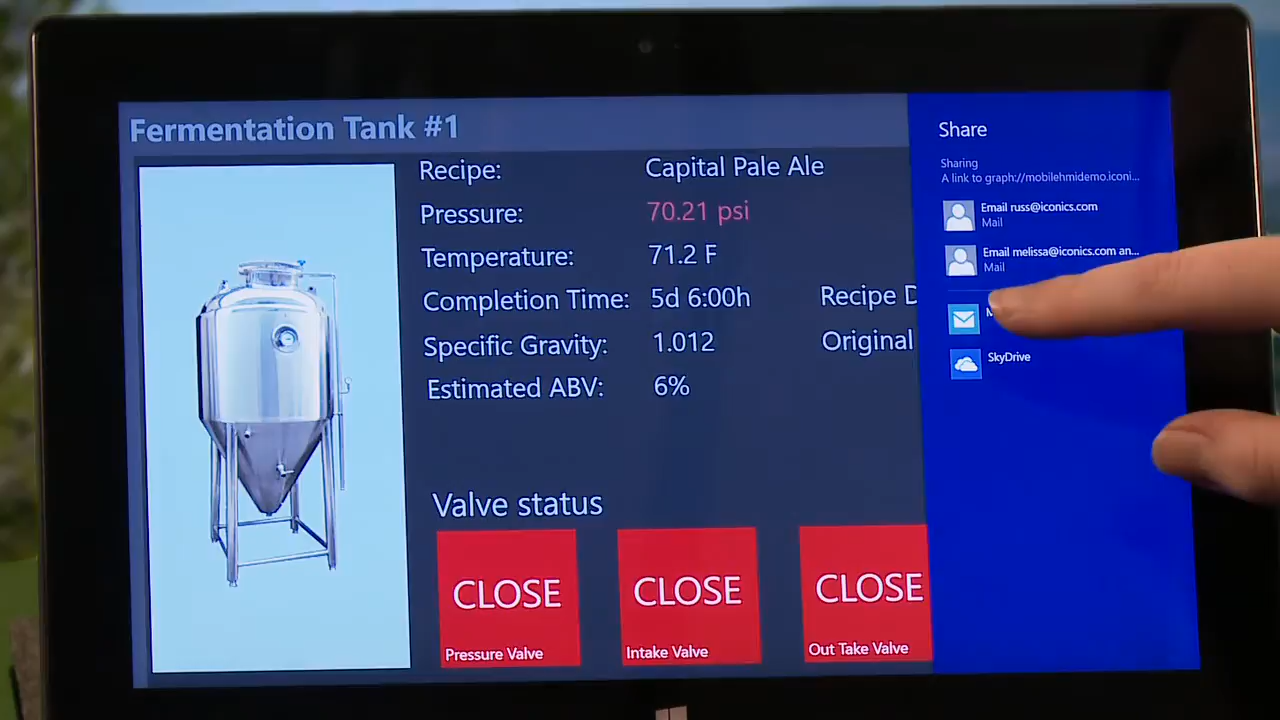 Fermentation Tank #1
Recipe: Capital Pale Ale
Pressure: 70.21 psi
Temperature: 71.2 F
Completion Time: 5d 6:00h Recipe D
Specific Gravity: 1.012 Original
Estimated ABV: 6%
Valve status
CLOSE
Pressure Valve
CLOSE
Intake Valve
CLOSE
Out Take Valve
Share
Sharing
A link to graph://mobilehmidemo.iconi...
Email russ@iconics.com
Mail
Email melissa@iconics.com an...
Mail
SkyDrive